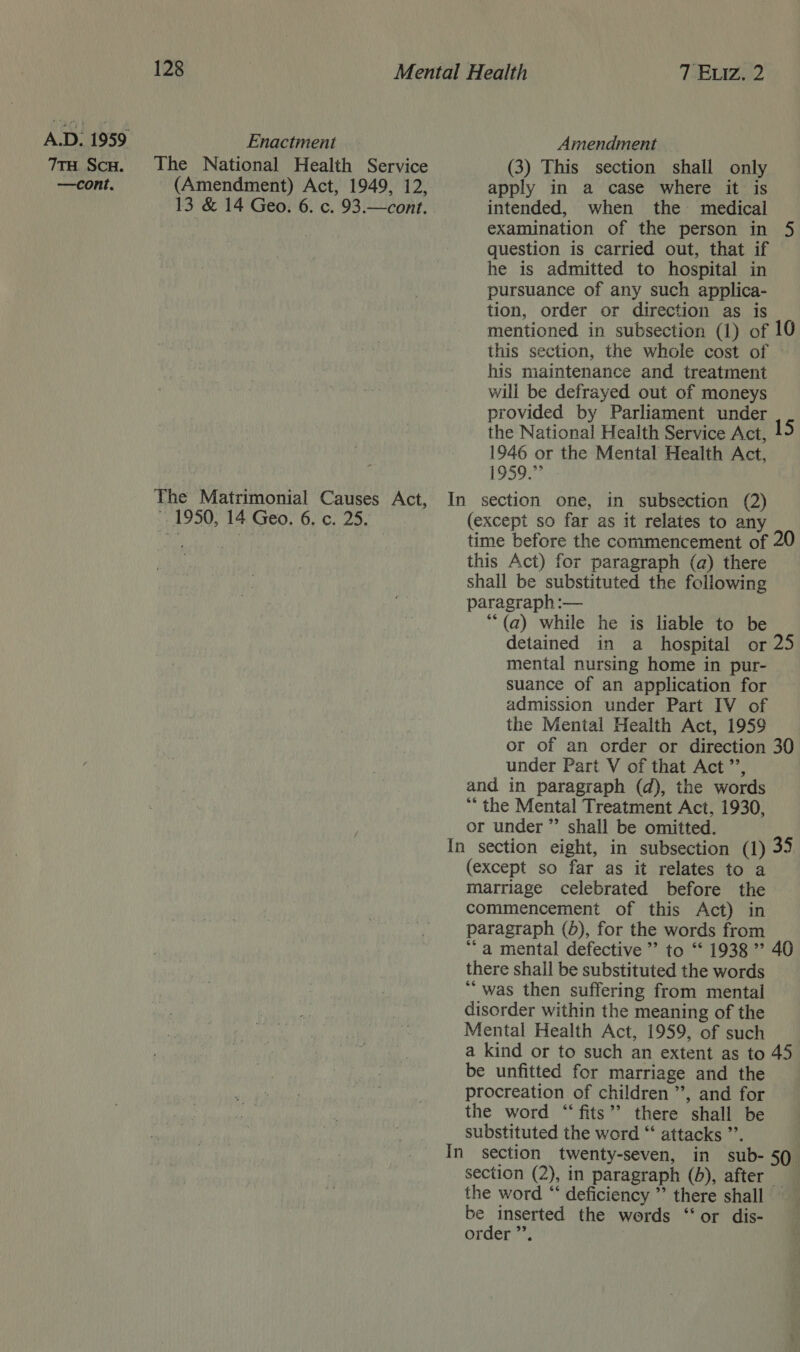 128 Mental Health 7 ELIZ. 2
A.D. 1959
7TH SCH.
—cont.
Enactment
The National Health Service
(Amendment) Act, 1949, 12,
13 & 14 Geo. 6. c. 93.—cont.
Amendment
(3) This section shall only
apply in a case where it is
intended, when the medical
examination of the person in 5
question is carried out, that if
he is admitted to hospital in
pursuance of any such applica-
tion, order or direction as is
mentioned in subsection (1) of 10
this section, the whole cost of
his maintenance and treatment
will be defrayed out of moneys
provided by Parliament under
the National Health Service Act, 15
1946 or the Mental Health Act,
1959.”
The Matrimonial Causes Act,
1950, 14 Geo. 6. c. 25.
In section one, in subsection (2)
(except so far as it relates to any
time before the commencement of 20
this Act) for paragraph (a) there
shall be substituted the following
paragraph :—
“(a) while he is liable to be
detained in a hospital or 25
mental nursing home in pur-
suance of an application for
admission under Part IV of
the Mental Health Act, 1959
or of an order or direction 30
under Part V of that Act”,
and in paragraph (d), the words
“the Mental Treatment Act, 1930,
or under” shall be omitted.
In section eight, in subsection (1) 35
(except so far as it relates to a
marriage celebrated before the
commencement of this Act) in
paragraph (b), for the words from
“a mental defective” to “1938” 40
there shall be substituted the words
“was then suffering from mental
disorder within the meaning of the
Mental Health Act, 1959, of such
a kind or to such an extent as to 45
be unfitted for marriage and the
procreation of children”, and for
the word “fits” there shall be
substituted the word “attacks”.
In section twenty-seven, in sub- 50
section (2), in paragraph (b), after
the word “deficiency” there shall
be inserted the words “or dis-
order”.